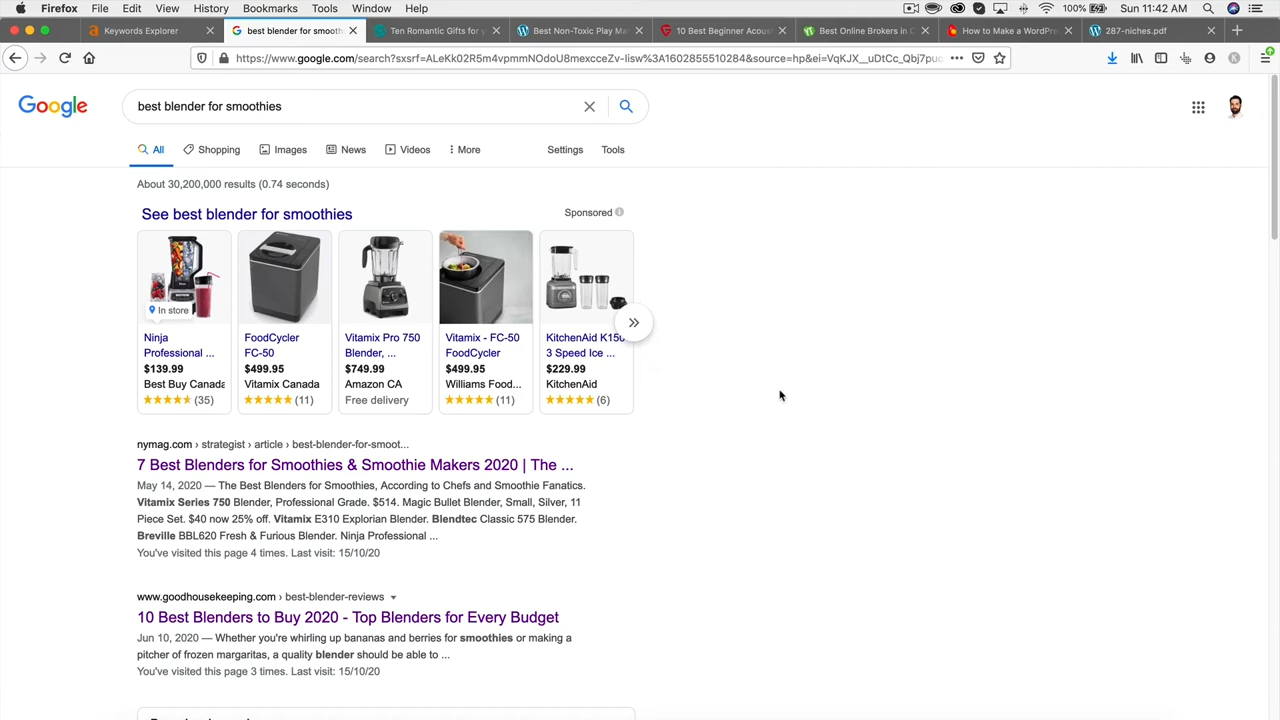 Firefox File Edit View History Bookmarks Tools Window Help 100% Sun 11:42 AM
Keywords Explorer best blender for smooth Ten Romantic Gifts for y Best Non-Toxic Play Ma 10 Best Beginner Acous Best Online Brokers in C How to Make a WordPre 287-niches.pdf
https://www.google.com/search?sxsrf=ALeKk02R5m4vpmmNOdoU8mexcceZv-Iisw%3A1602855510284&source=hp&ei=VqKJX__uDtCc_Qbj7puc
Google best blender for smoothies
All Shopping Images News Videos More Settings Tools
About 30,200,000 results (0.74 seconds)
See best blender for smoothies Sponsored
In store
Ninja FoodCycler Vitamix Pro 750 Vitamix - FC-50 KitchenAid K150
Professional ... FC-50 Blender, ... FoodCycler 3 Speed Ice ...
$139.99 $499.95 $749.99 $499.95 $229.99
Best Buy Canada Vitamix Canada Amazon CA Williams Food... KitchenAid
(35) (11) Free delivery (11) (6)
nymag.com › strategist › article › best-blender-for-smoot...
7 Best Blenders for Smoothies & Smoothie Makers 2020 | The ...
May 14, 2020 — The Best Blenders for Smoothies, According to Chefs and Smoothie Fanatics.
Vitamix Series 750 Blender, Professional Grade. $514. Magic Bullet Blender, Small, Silver, 11
Piece Set. $40 now 25% off. Vitamix E310 Explorian Blender. Blendtec Classic 575 Blender.
Breville BBL620 Fresh & Furious Blender. Ninja Professional ...
You've visited this page 4 times. Last visit: 15/10/20
www.goodhousekeeping.com › best-blender-reviews
10 Best Blenders to Buy 2020 - Top Blenders for Every Budget
Jun 10, 2020 — Whether you're whirling up bananas and berries for smoothies or making a
pitcher of frozen margaritas, a quality blender should be able to ...
You've visited this page 3 times. Last visit: 15/10/20